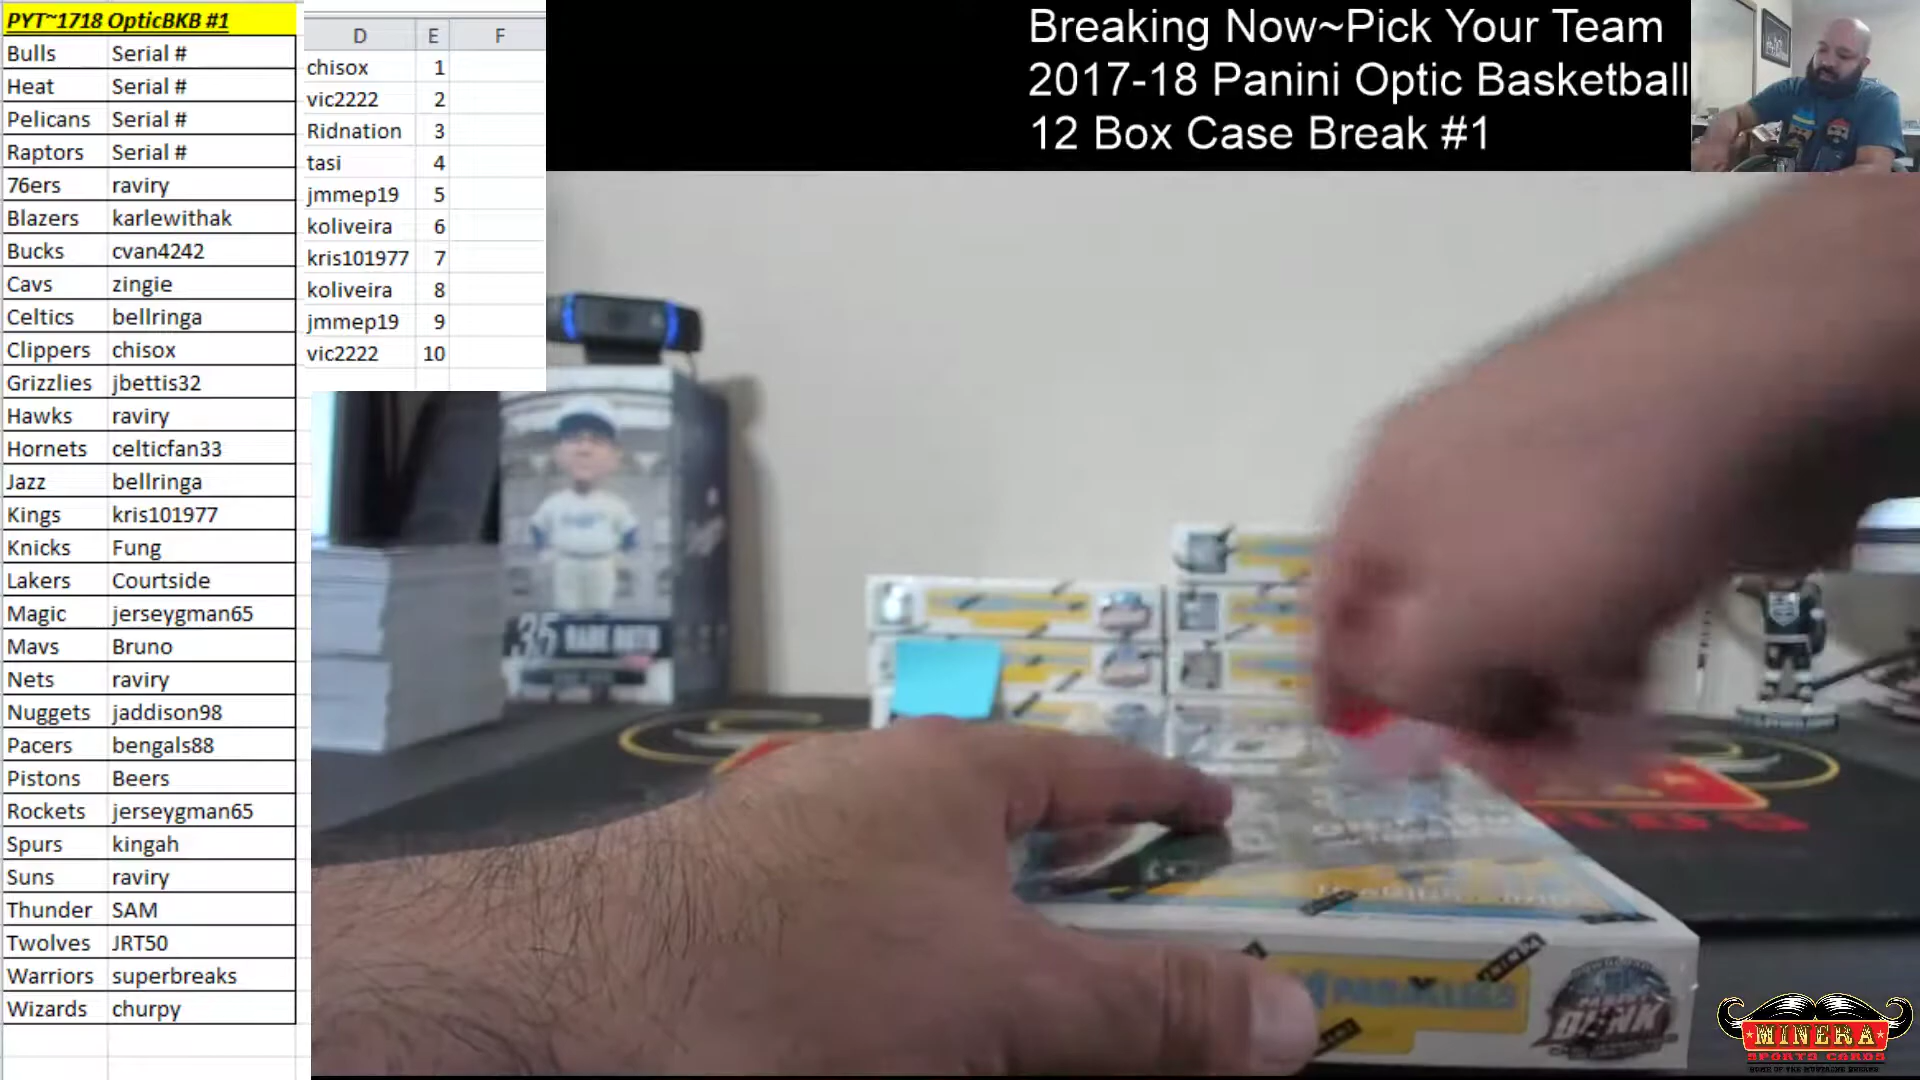 PYT~1718 OpticBKB #1
Bulls Serial #
Heat Serial #
Pelicans Serial #
Raptors Serial #
76ers raviry
Blazers karlewithak
Bucks cvan4242
Cavs zingie
Celtics bellringa
Clippers chisox
Grizzlies jbettis32
Hawks raviry
Hornets celticfan33
Jazz bellringa
Kings kris101977
Knicks Fung
Lakers Courtside
Magic jerseygman65
Mavs Bruno
Nets raviry
Nuggets jaddison98
Pacers bengals88
Pistons Beers
Rockets jerseygman65
Spurs kingah
Suns raviry
Thunder SAM
Twolves JRT50
Warriors superbreaks
Wizards churpy
D E F
chisox 1
vic2222 2
Ridnation 3
tasi 4
jmmep19 5
koliveira 6
kris101977 7
koliveira 8
jmmep19 9
vic2222 10
Breaking Now~Pick Your Team
2017-18 Panini Optic Basketball
12 Box Case Break #1
35 BABE RUTH
DUNK
MINERA
SPORTS CARDS